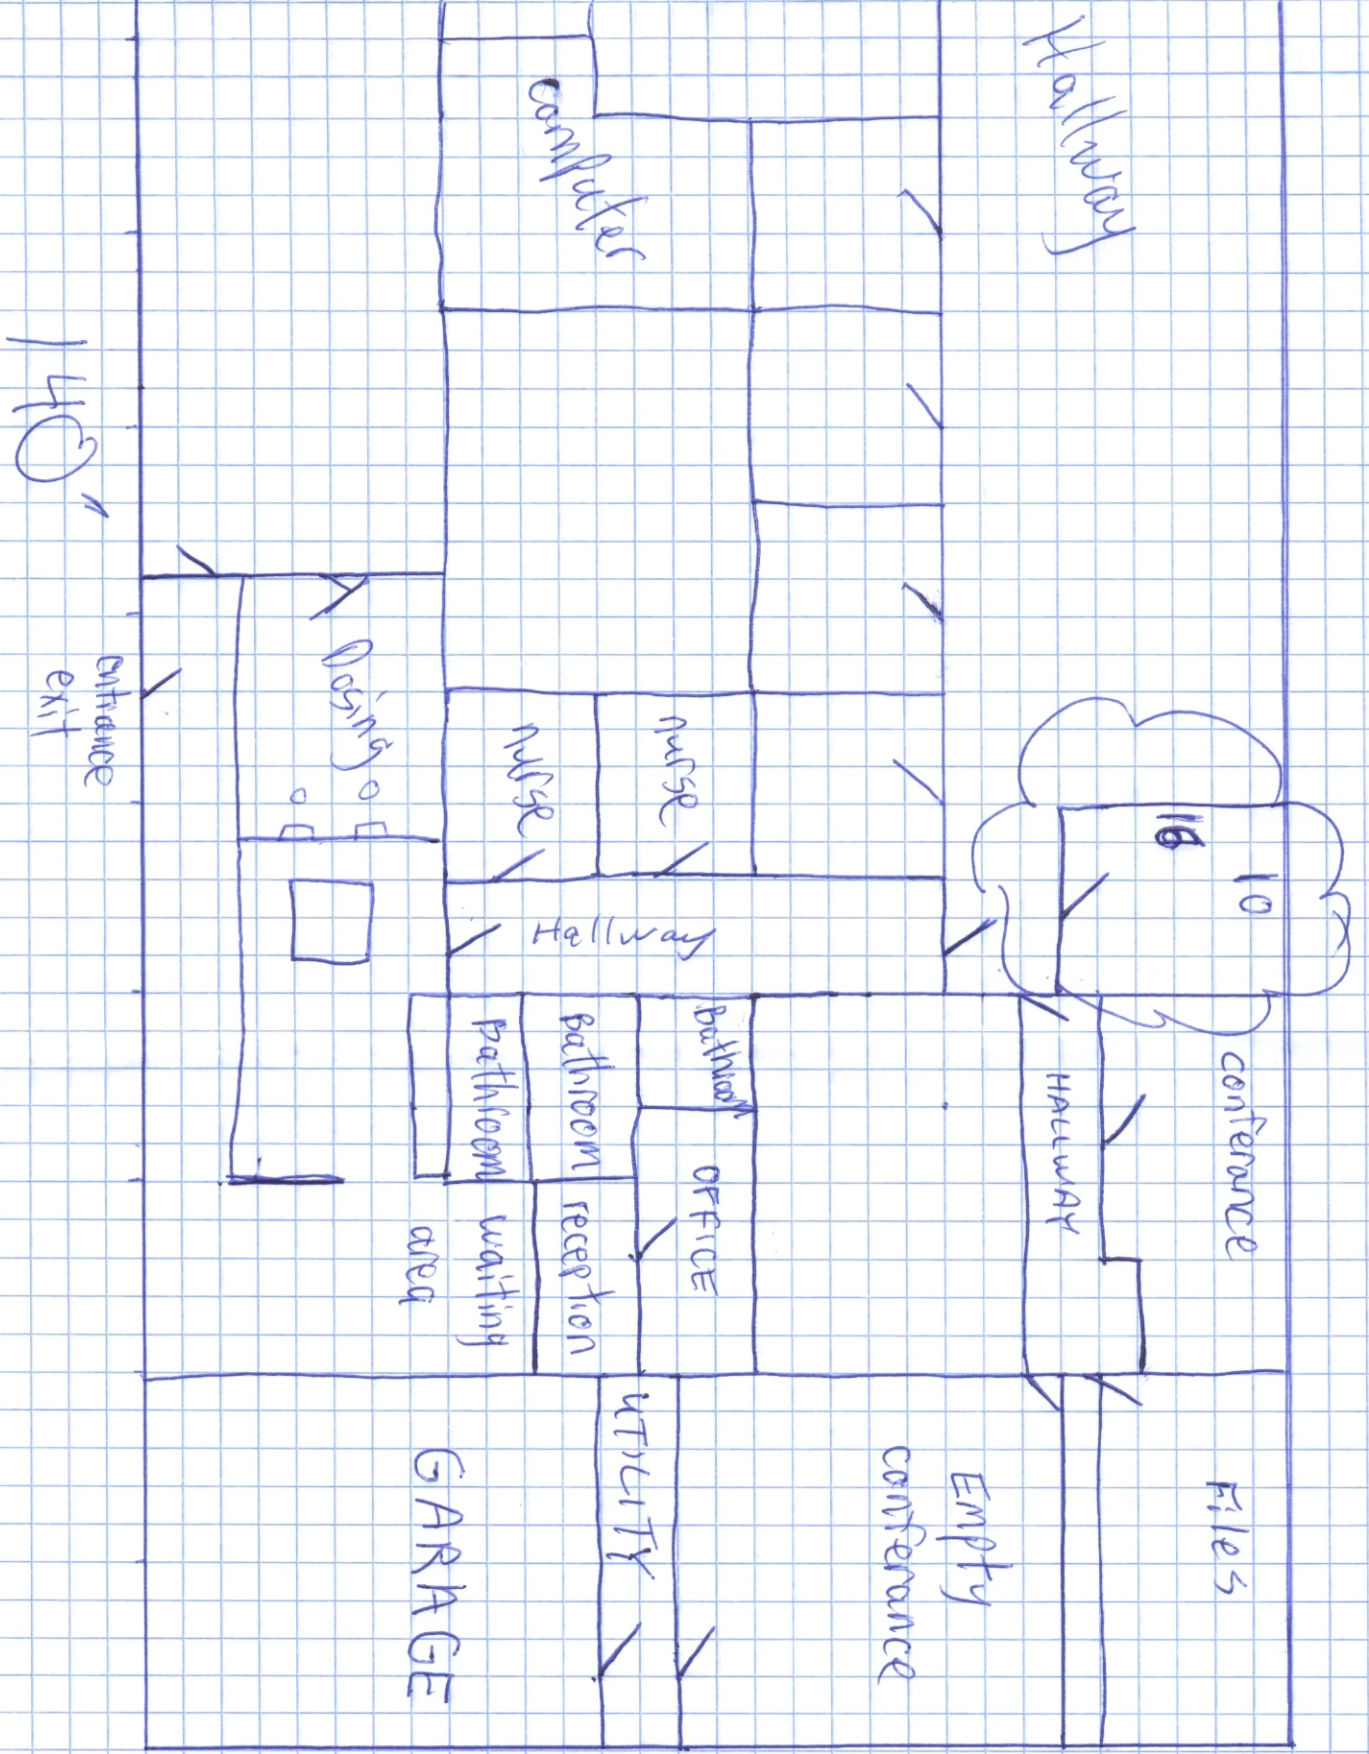 Hallway
computer
140"
entrance
exit
Dosing
nurse
nurse
10
Hallway
bathroom
Bathroom
Bathroom
OFFICE
HALLWAY
conferance
reception
waiting
area
GARAGE
UTILITY
Empty
conferance
Files